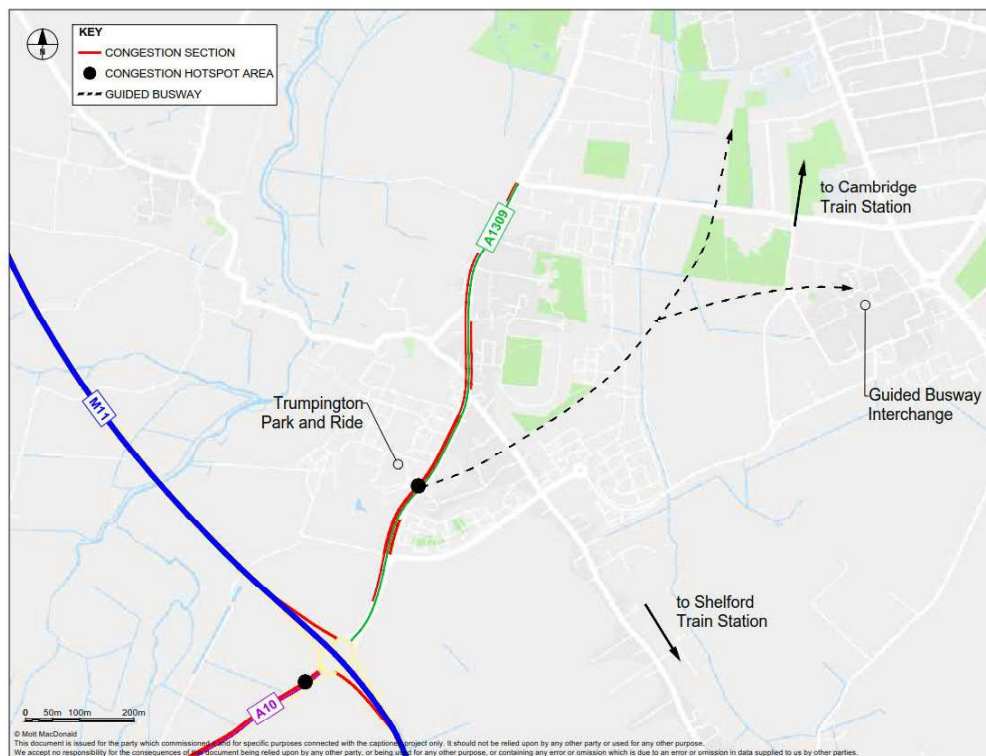 KEY
CONGESTION SECTION
CONGESTION HOTSPOT AREA
GUIDED BUSWAY
N
to Cambridge
Train Station
A1309
M11
Trumpington
Park and Ride
Guided Busway
Interchange
to Shelford
Train Station
A10
0 50m 100m 200m
© Mott MacDonald
This document is issued for the party which commissioned it and for specific purposes connected with the captioned project only. It should not be relied upon by any other party or used for any other purpose.
We accept no responsibility for the consequences of this document being relied upon by any other party, or being used for any other purpose, or containing any error or omission which is due to an error or omission in data supplied to us by other parties.